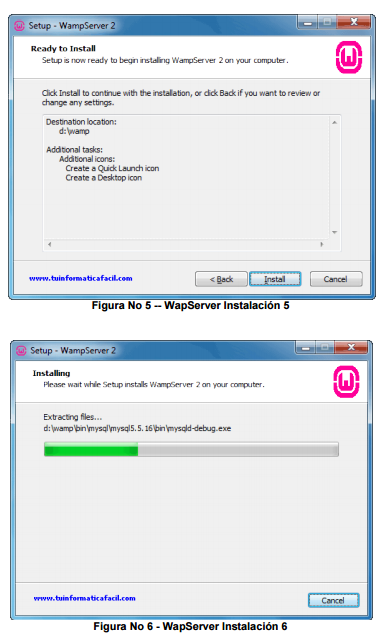 Setup - WampServer 2
Ready to Install
Setup is now ready to begin installing WampServer 2 on your computer.
Click Install to continue with the installation, or click Back if you want to review or
change any settings.
Destination location:
d:\wamp
Additional tasks:
Additional icons:
Create a Quick Launch icon
Create a Desktop icon
www.tuinformaticafacil.com
< Back
Install
Cancel
Figura No 5 -- WapServer Instalación 5
Setup - WampServer 2
Installing
Please wait while Setup installs WampServer 2 on your computer.
Extracting files...
d:\wamp\bin\mysql\mysql5.5.16\bin\mysqld-debug.exe
www.tuinformaticafacil.com
Cancel
Figura No 6 - WapServer Instalación 6